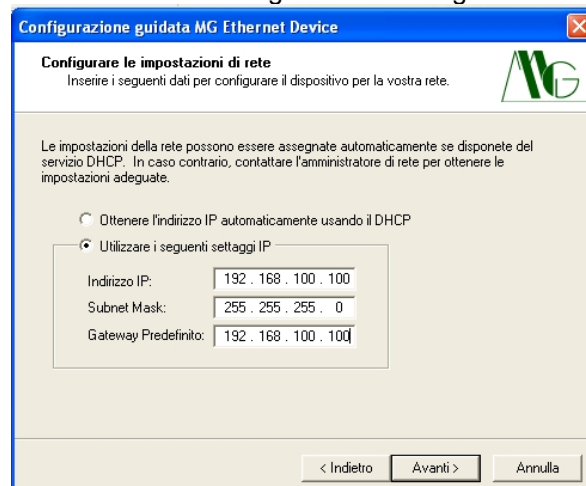 Configurazione guidata MG Ethernet Device
Configurare le impostazioni di rete
Inserire i seguenti dati per configurare il dispositivo per la vostra rete.
MG
Le impostazioni della rete possono essere assegnate automaticamente se disponete del
servizio DHCP. In caso contrario, contattare l'amministratore di rete per ottenere le
impostazioni adeguate.
Ottenere l'indirizzo IP automaticamente usando il DHCP
Utilizzare i seguenti settaggi IP
Indirizzo IP: 192 . 168 . 100 . 100
Subnet Mask: 255 . 255 . 255 . 0
Gateway Predefinito: 192 . 168 . 100 . 100
< Indietro Avanti > Annulla